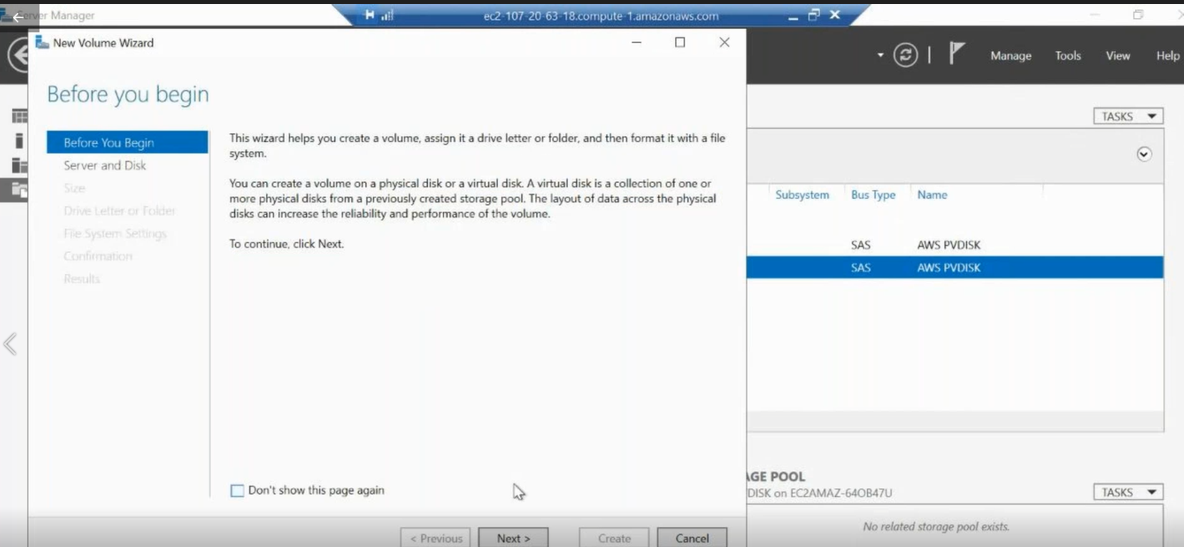 Server Manager
ec2-107-20-63-18.compute-1.amazonaws.com
New Volume Wizard
Manage Tools View Help
Before you begin
TASKS
Before You Begin
Server and Disk
Size
Drive Letter or Folder
File System Settings
Confirmation
Results
This wizard helps you create a volume, assign it a drive letter or folder, and then format it with a file
system.
You can create a volume on a physical disk or a virtual disk. A virtual disk is a collection of one or
more physical disks from a previously created storage pool. The layout of data across the physical
disks can increase the reliability and performance of the volume.
To continue, click Next.
Don't show this page again
< Previous Next > Create Cancel
Subsystem Bus Type Name
SAS AWS PVDISK
SAS AWS PVDISK
AGE POOL
DISK on EC2AMAZ-64OB47U
TASKS
No related storage pool exists.